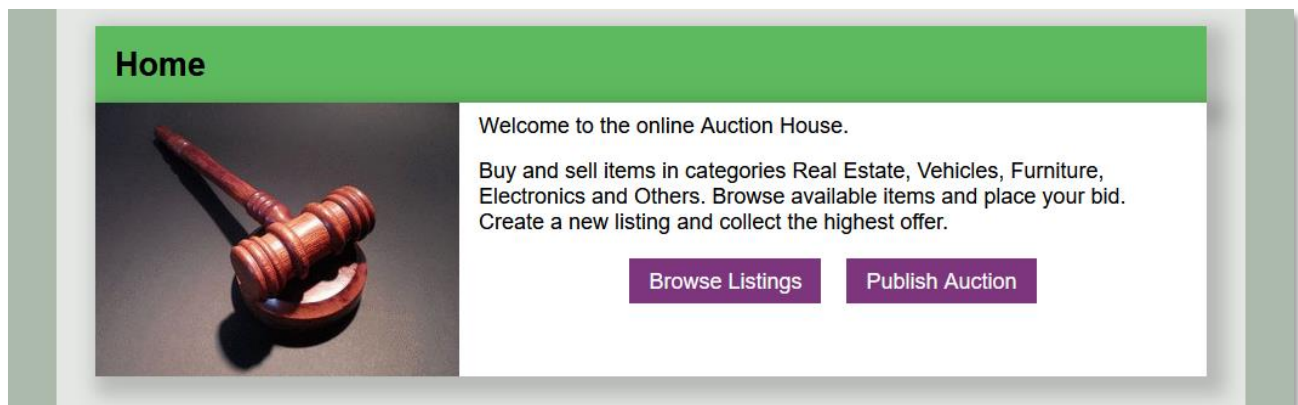 Home
Welcome to the online Auction House.
Buy and sell items in categories Real Estate, Vehicles, Furniture,
Electronics and Others. Browse available items and place your bid.
Create a new listing and collect the highest offer.
Browse Listings
Publish Auction